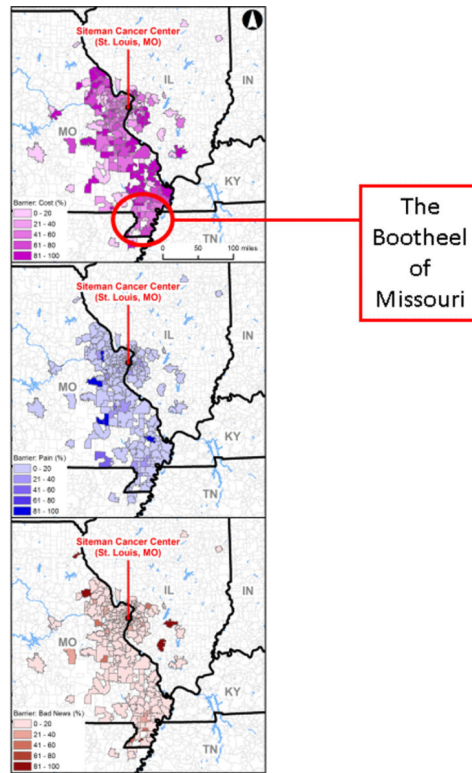 Siteman Cancer Center
(St. Louis, MO)
IL
IN
MO
KY
TN
Barrier: Cost (%)
0 - 20
21 - 40
41 - 60
61 - 80
81 - 100
0 50 100 miles
The
Bootheel
of
Missouri
Siteman Cancer Center
(St. Louis, MO)
IL
IN
MO
KY
TN
Barrier: Pain (%)
0 - 20
21 - 40
41 - 60
61 - 80
81 - 100
Siteman Cancer Center
(St. Louis, MO)
IL
IN
MO
KY
TN
Barrier: Bad News (%)
0 - 20
21 - 40
41 - 60
61 - 80
81 - 100